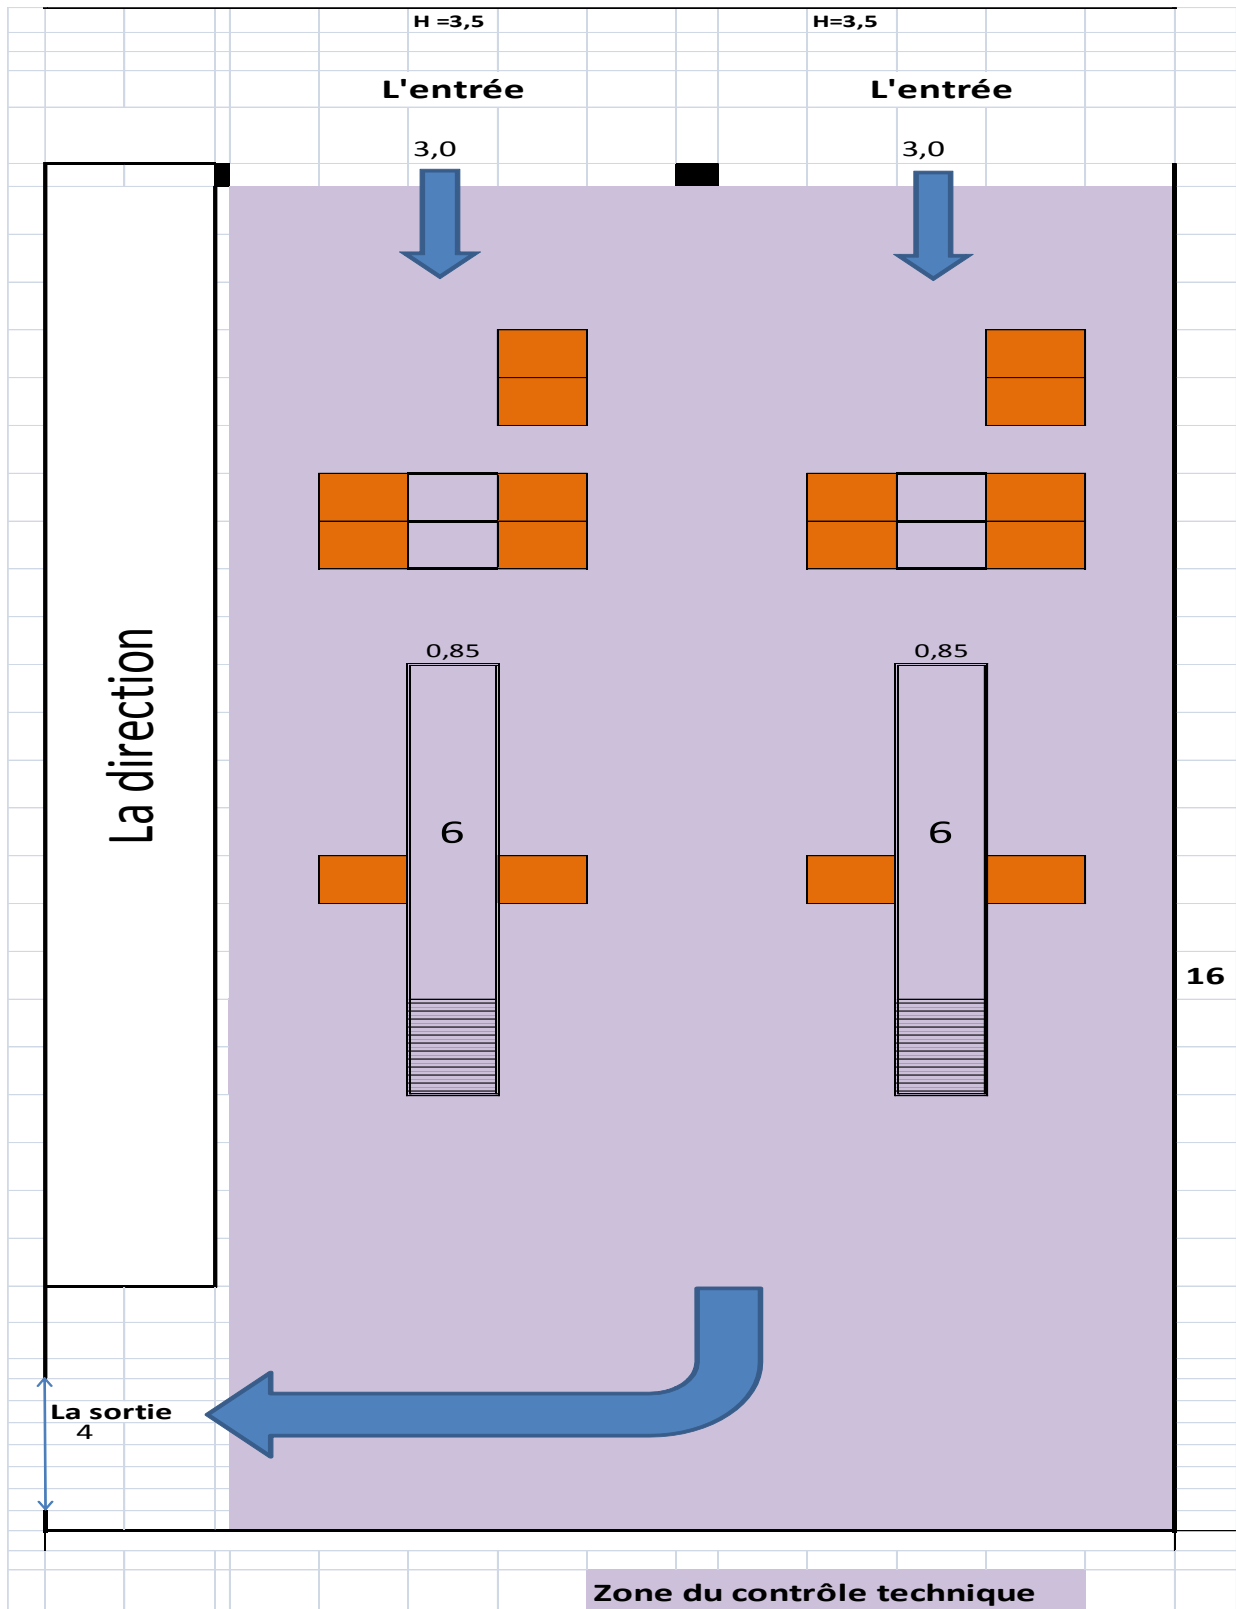 H =3,5
H=3,5
L'entrée
L'entrée
3,0
3,0
0,85
0,85
La direction
6
6
16
La sortie
4
Zone du contrôle technique